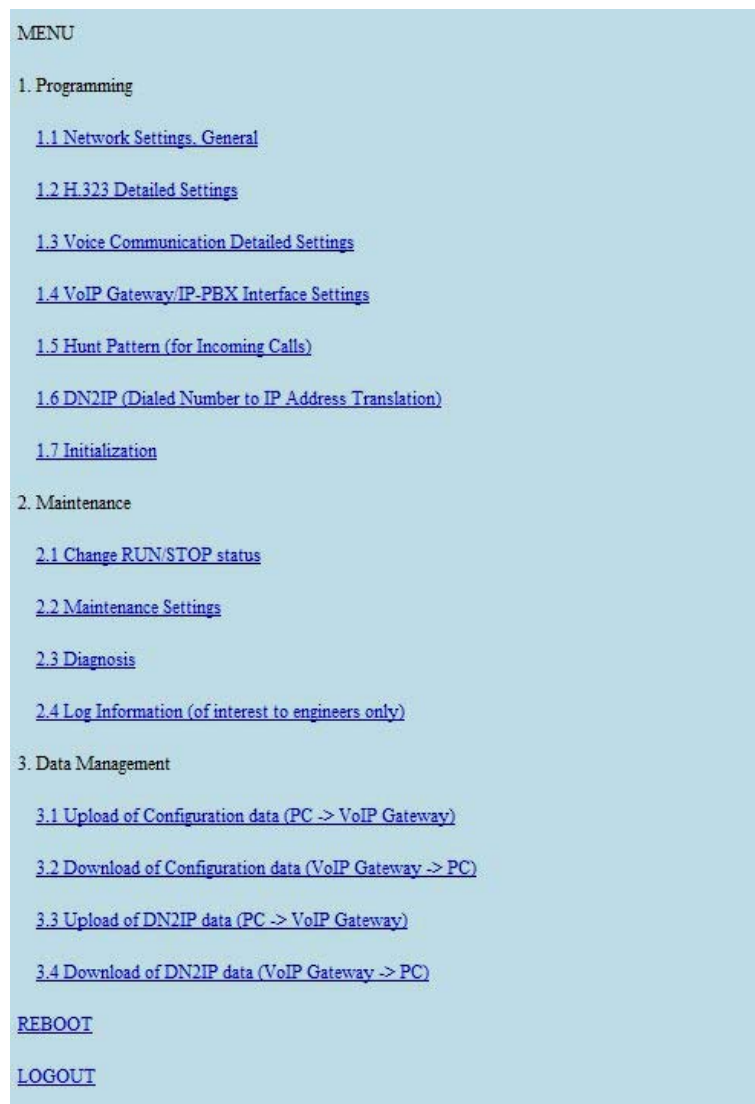 MENU
1. Programming
1.1 Network Settings, General
1.2 H.323 Detailed Settings
1.3 Voice Communication Detailed Settings
1.4 VoIP Gateway/IP-PBX Interface Settings
1.5 Hunt Pattern (for Incoming Calls)
1.6 DN2IP (Dialed Number to IP Address Translation)
1.7 Initialization
2. Maintenance
2.1 Change RUN/STOP status
2.2 Maintenance Settings
2.3 Diagnosis
2.4 Log Information (of interest to engineers only)
3. Data Management
3.1 Upload of Configuration data (PC -> VoIP Gateway)
3.2 Download of Configuration data (VoIP Gateway -> PC)
3.3 Upload of DN2IP data (PC -> VoIP Gateway)
3.4 Download of DN2IP data (VoIP Gateway -> PC)
REBOOT
LOGOUT